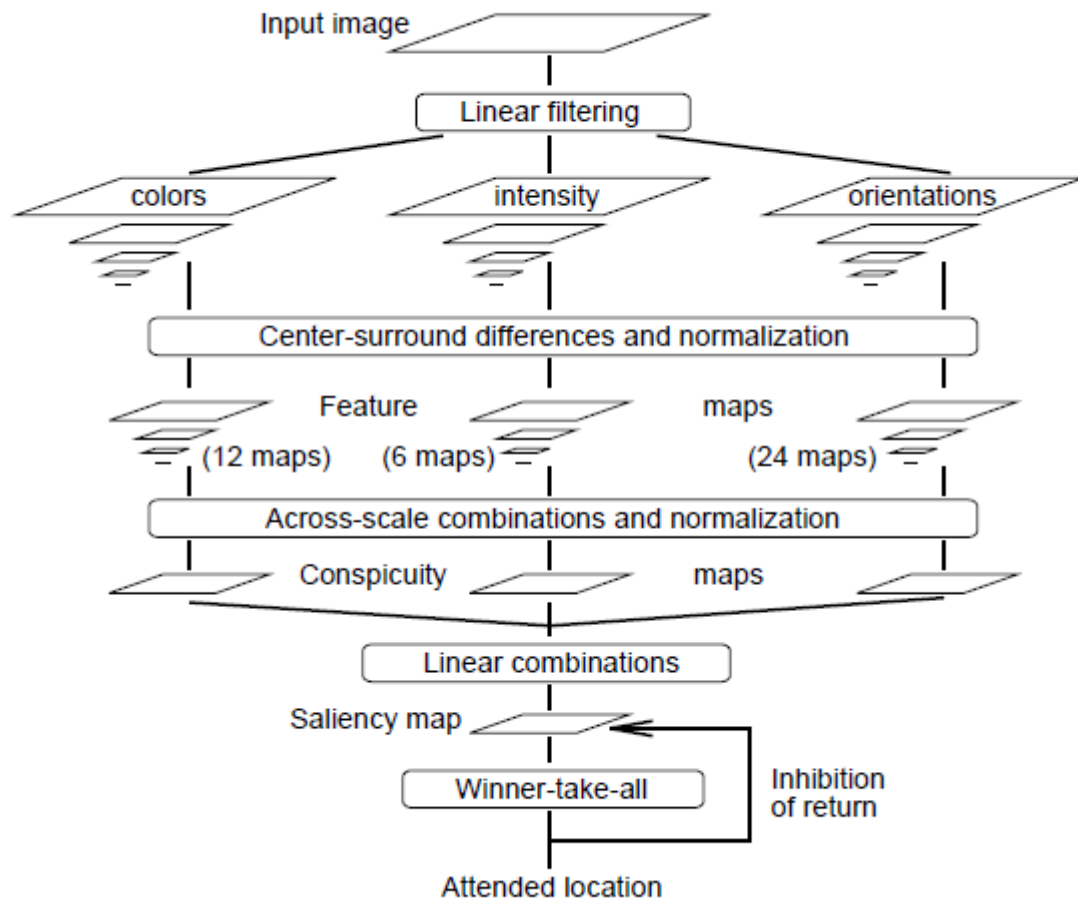 Input image
Linear filtering
colors
intensity
orientations
Center-surround differences and normalization
Feature maps
(12 maps) (6 maps) (24 maps)
Across-scale combinations and normalization
Conspicuity maps
Linear combinations
Saliency map
Winner-take-all
Inhibition
of return
Attended location